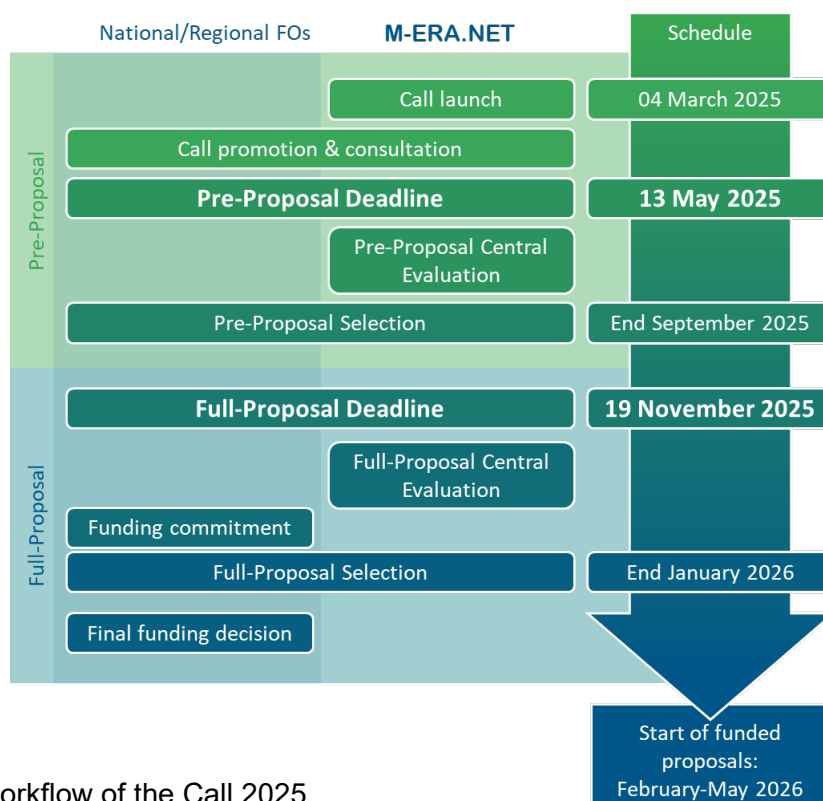 National/Regional FOs
M-ERA.NET
Schedule
Pre-Proposal
Call launch
04 March 2025
Call promotion & consultation
Pre-Proposal Deadline
13 May 2025
Pre-Proposal Central
Evaluation
Pre-Proposal Selection
End September 2025
Full-Proposal
Full-Proposal Deadline
19 November 2025
Full-Proposal Central
Evaluation
Funding commitment
Full-Proposal Selection
End January 2026
Final funding decision
Start of funded
proposals:
February-May 2026
of the Call 2025